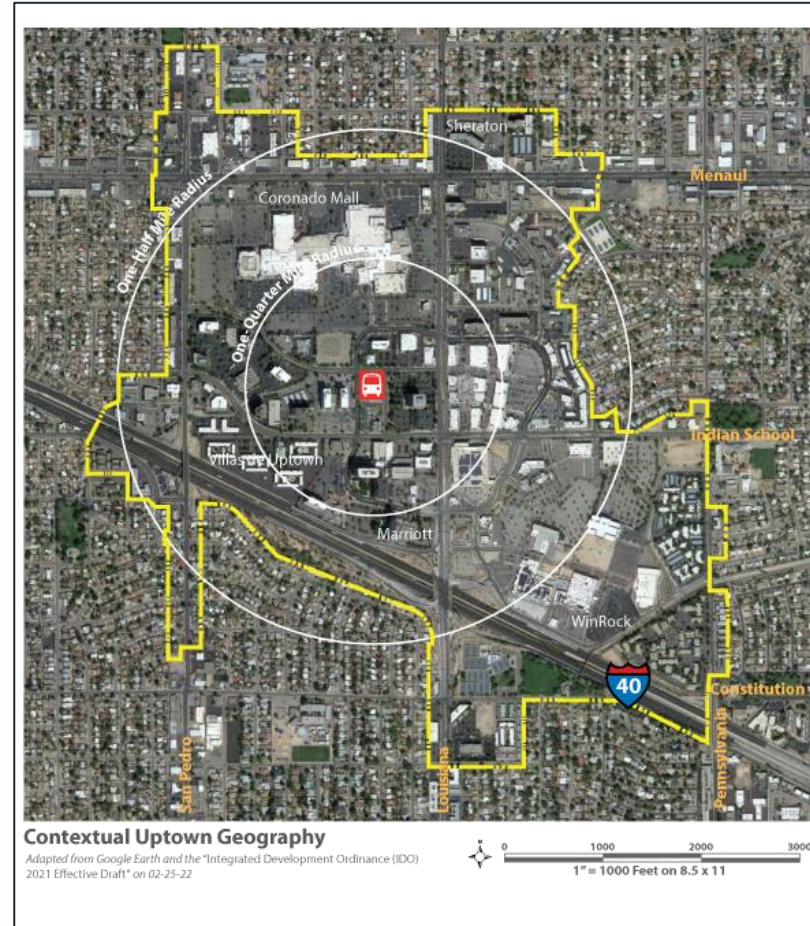 Sheraton
Menaul
Coronado Mall
One-Half Mile Radius
One-Quarter Mile Radius
Indian School
Villas de Uptown
Marriott
WinRock
40
Constitution
San Pedro
Louisiana
Pennsylvania
Contextual Uptown Geography
Adapted from Google Earth and the "Integrated Development Ordinance (IDO)
2021 Effective Draft" on 02-25-22
N
0 1000 2000 3000
1" = 1000 Feet on 8.5 x 11